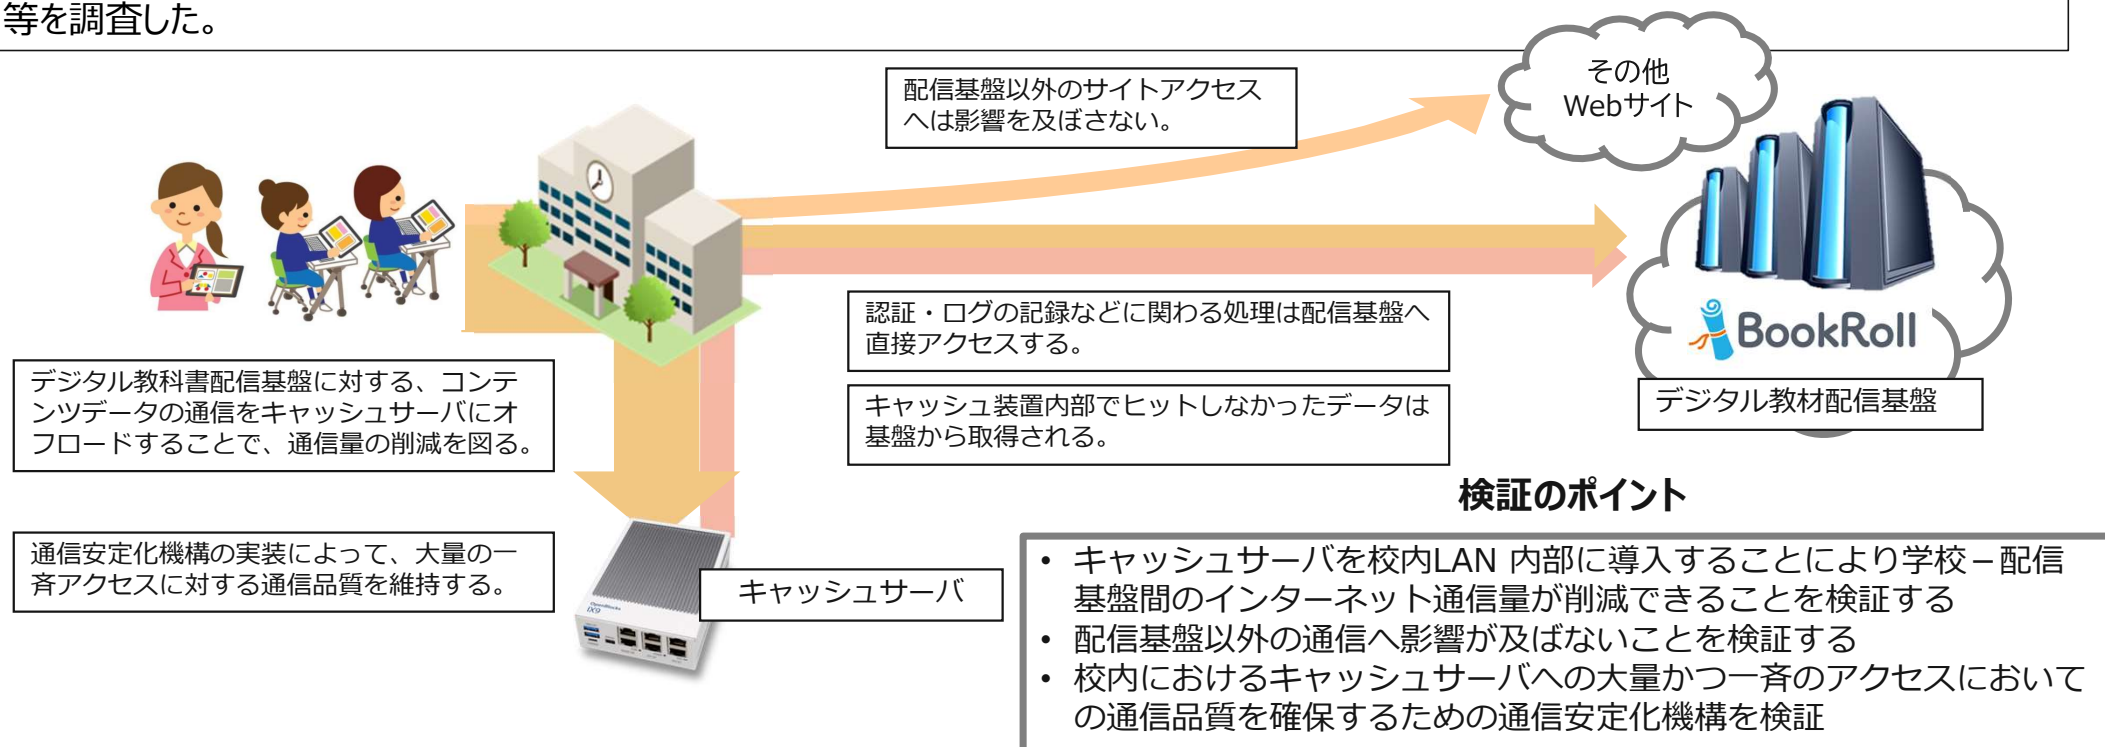 等を調査した。
配信基盤以外のサイトアクセス
へは影響を及ぼさない。
その他
Webサイト
認証・ログの記録などに関わる処理は配信基盤へ
直接アクセスする。
BookRoll
デジタル教科書配信基盤に対する、コンテ
ンツデータの通信をキャッシュサーバにオ
フロードすることで、通信量の削減を図る。
キャッシュ装置内部でヒットしなかったデータは
基盤から取得される。
デジタル教材配信基盤
通信安定化機構の実装によって、大量の一
斉アクセスに対する通信品質を維持する。
OpenBlocks
IX9
キャッシュサーバ
検証のポイント
• キャッシュサーバを校内LAN 内部に導入することにより学校－配信
基盤間のインターネット通信量が削減できることを検証する
• 配信基盤以外の通信へ影響が及ばないことを検証する
• 校内におけるキャッシュサーバへの大量かつ一斉のアクセスにおいて
の通信品質を確保するための通信安定化機構を検証